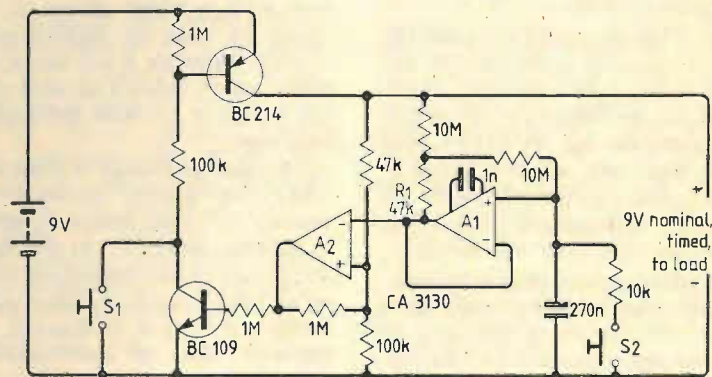 1M
BC 214
100k
47k
10M
1n
10M
R1
47k
A1
+
-
+
9V nominal,
timed,
to load
-
9V
A2
-
+
CA 3130
S1
1M
1M
270n
10k
S2
BC 109
100k